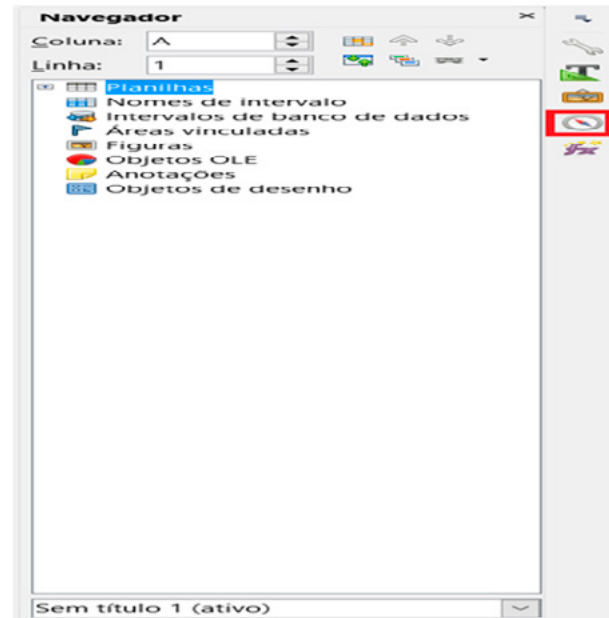 Navegador
Coluna: A
Linha: 1
Planilhas
Nomes de intervalo
Intervalos de banco de dados
Áreas vinculadas
Figuras
Objetos OLE
Anotações
Objetos de desenho
Sem título 1 (ativo)